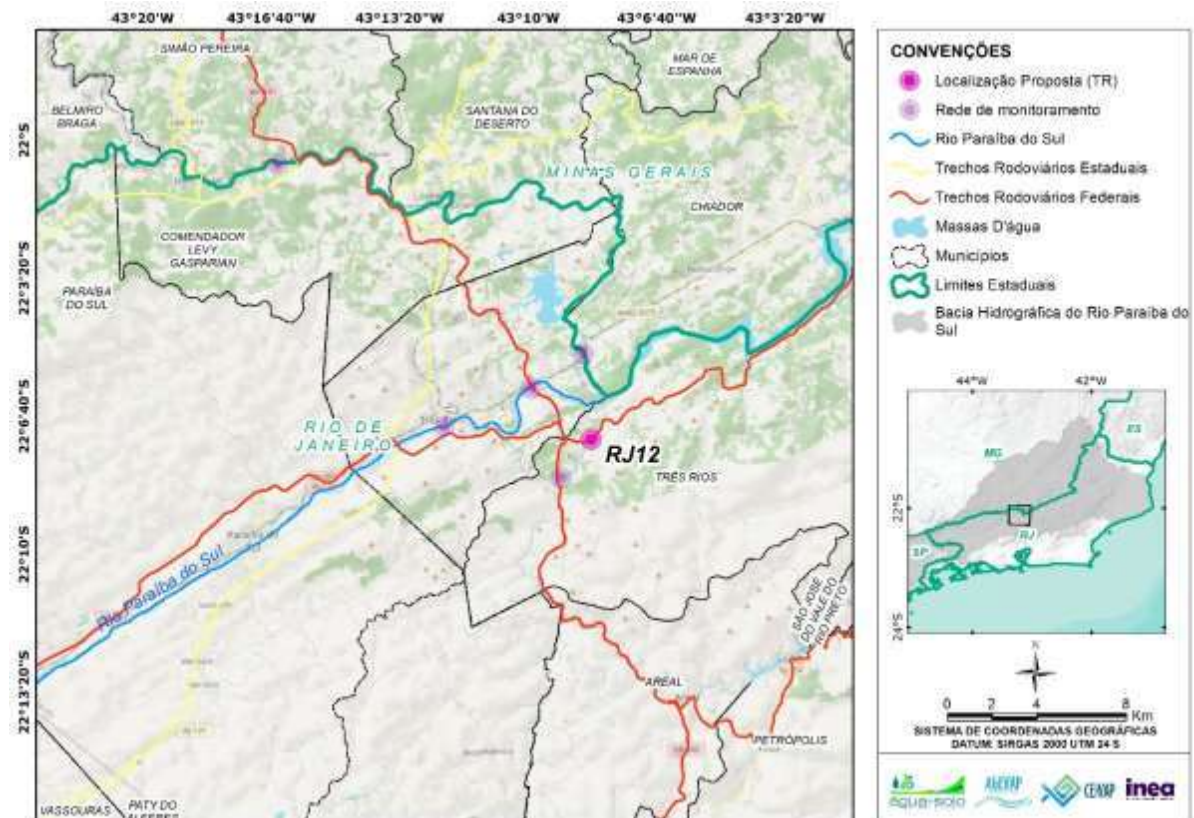 43°20'W 43°16'40"W 43°13'20"W 43°10'W 43°6'40"W 43°3'20"W
22°S
22°3'20"S
22°6'40"S
22°10'S
22°13'20"S
SIMÃO PEREIRA
MAR DE
ESPANHA
BELMIRO
BRAGA
SANTANA DO
DESERTO
MINAS GERAIS
CHIADOR
COMENDADOR
LEVY
GASPARIAN
PARAÍBA
DO SUL
RIO DE
JANEIRO
RJ12
TRÊS RIOS
Rio Paraíba do Sul
SÃO JOSÉ
DO VALE DO
RIO PRETO
AREAL
PETRÓPOLIS
VASSOURAS
PATY DO
ALFERES
CONVENÇÕES
Localização Proposta (TR)
Rede de monitoramento
Rio Paraíba do Sul
Trechos Rodoviários Estaduais
Trechos Rodoviários Federais
Massas D'água
Municípios
Limites Estaduais
Bacia Hidrográfica do Rio Paraíba do
Sul
44°W 42°W
22°S
24°S
MG
ES
SP
RJ
N
0 2 4 8
Km
SISTEMA DE COORDENADAS GEOGRÁFICAS
DATUM: SIRGAS 2000 UTM 24 S
água e solo
AGEVAP
CEIVAP
inea